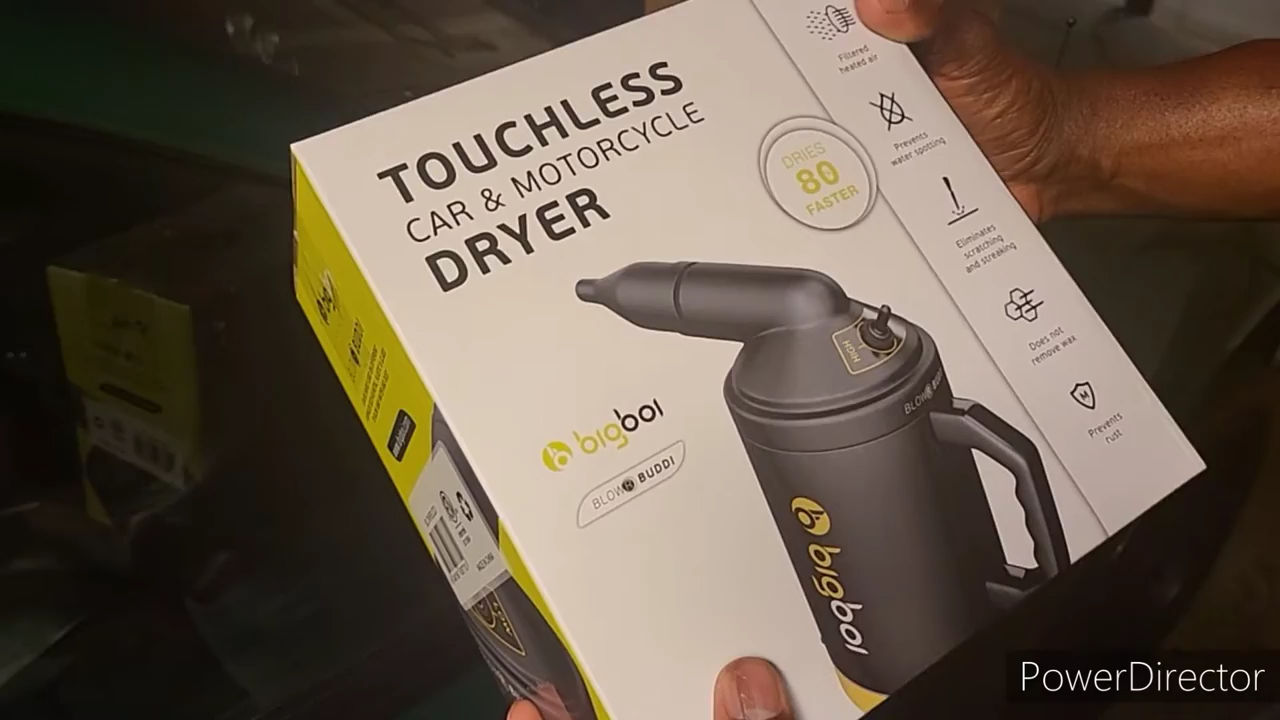 TOUCHLESS
CAR & MOTORCYCLE
DRYER
DRIES
80
FASTER
Filtered
heated air
Prevents
water spotting
Eliminates
scratching
and streaking
Does not
remove wax
M
Prevents
rust
HIGH
BLOW BUDDI
bigboi
BLOWR BUDDI
bigboi
PowerDirector